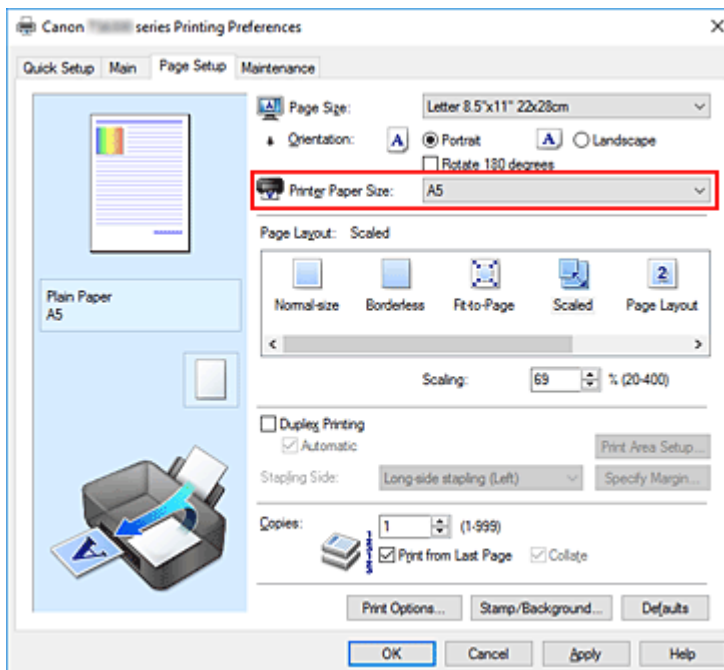 Canon series Printing Preferences
Quick Setup Main Page Setup Maintenance
Page Size: Letter 8.5"x11" 22x28cm
Orientation: A Portrait A Landscape
Rotate 180 degrees
Printer Paper Size: A5
Page Layout: Scaled
Normal-size Borderless Fit-to-Page Scaled Page Layout
Plain Paper
A5
Scaling: 69 % (20-400)
Duplex Printing
Automatic Print Area Setup...
Stapling Side: Long-side stapling (Left) Specify Margin...
Copies: 1 (1-999)
Print from Last Page Collate
Print Options... Stamp/Background... Defaults
OK Cancel Apply Help